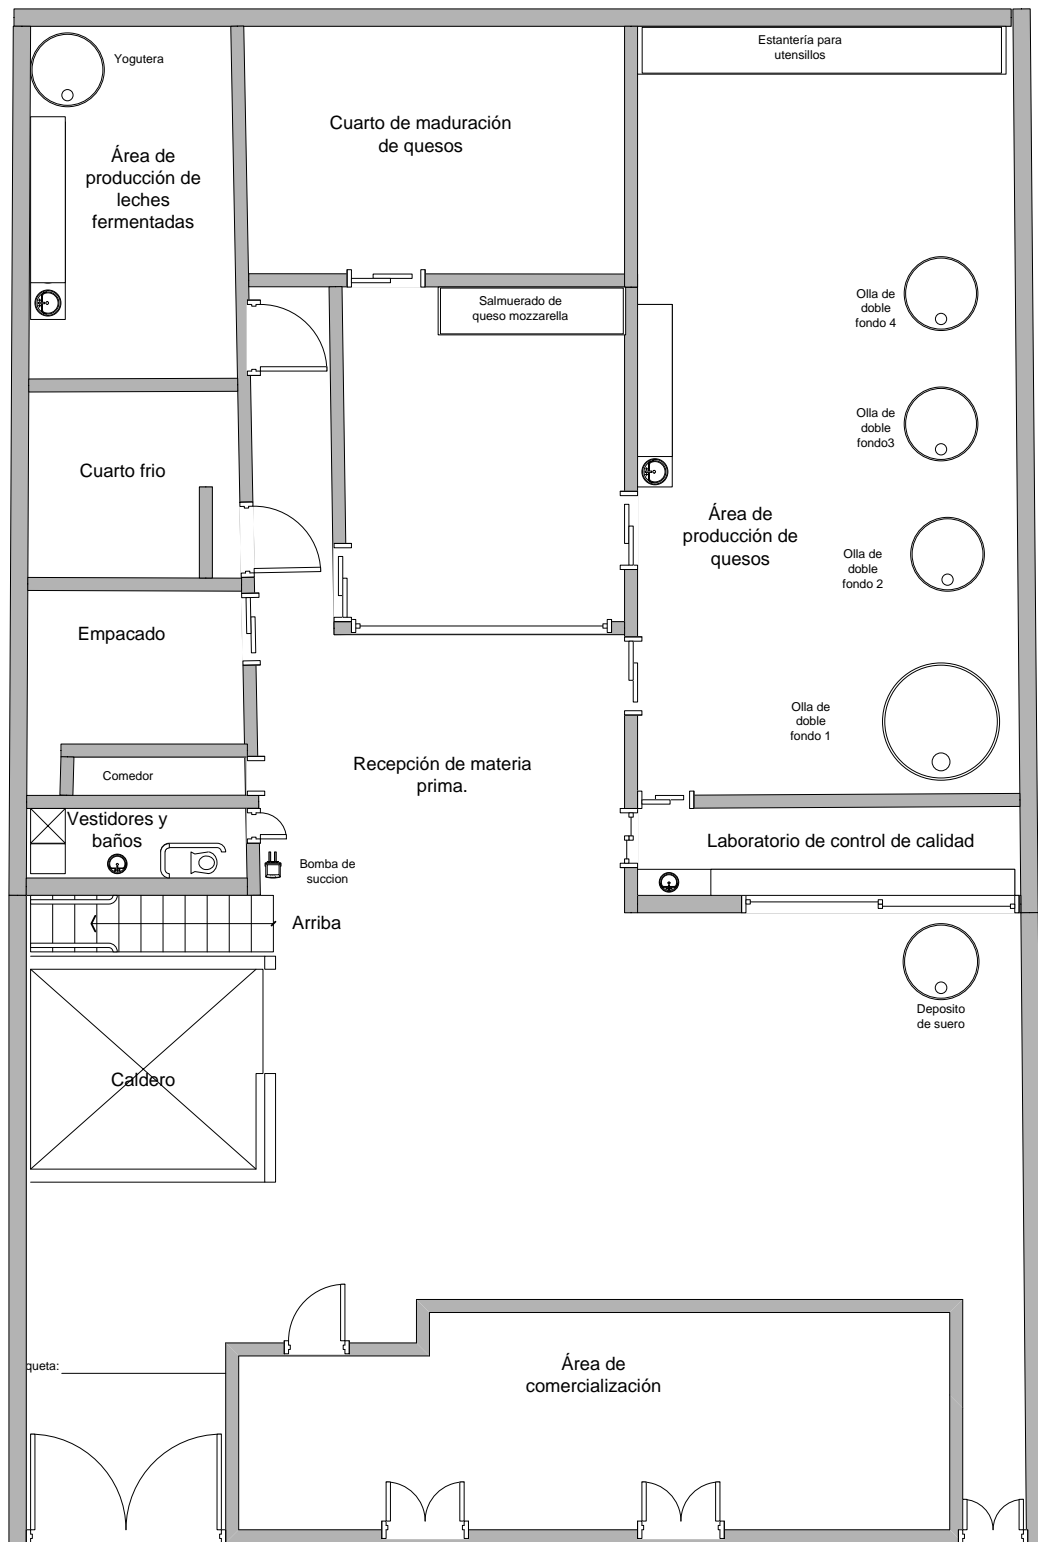 Estantería para
utensillos
Yogutera
Cuarto de maduración
de quesos
Área de
producción de
leches
fermentadas
Salmuerado de
queso mozzarella
Olla de
doble
fondo 4
Olla de
doble
fondo3
Cuarto frio
Área de
producción de
quesos
Olla de
doble
fondo 2
Empacado
Olla de
doble
fondo 1
Recepción de materia
prima.
Comedor
Vestidores y
baños
Laboratorio de control de calidad
Bomba de
succion
Arriba
Deposito
de suero
Caldero
queta:
Área de
comercialización